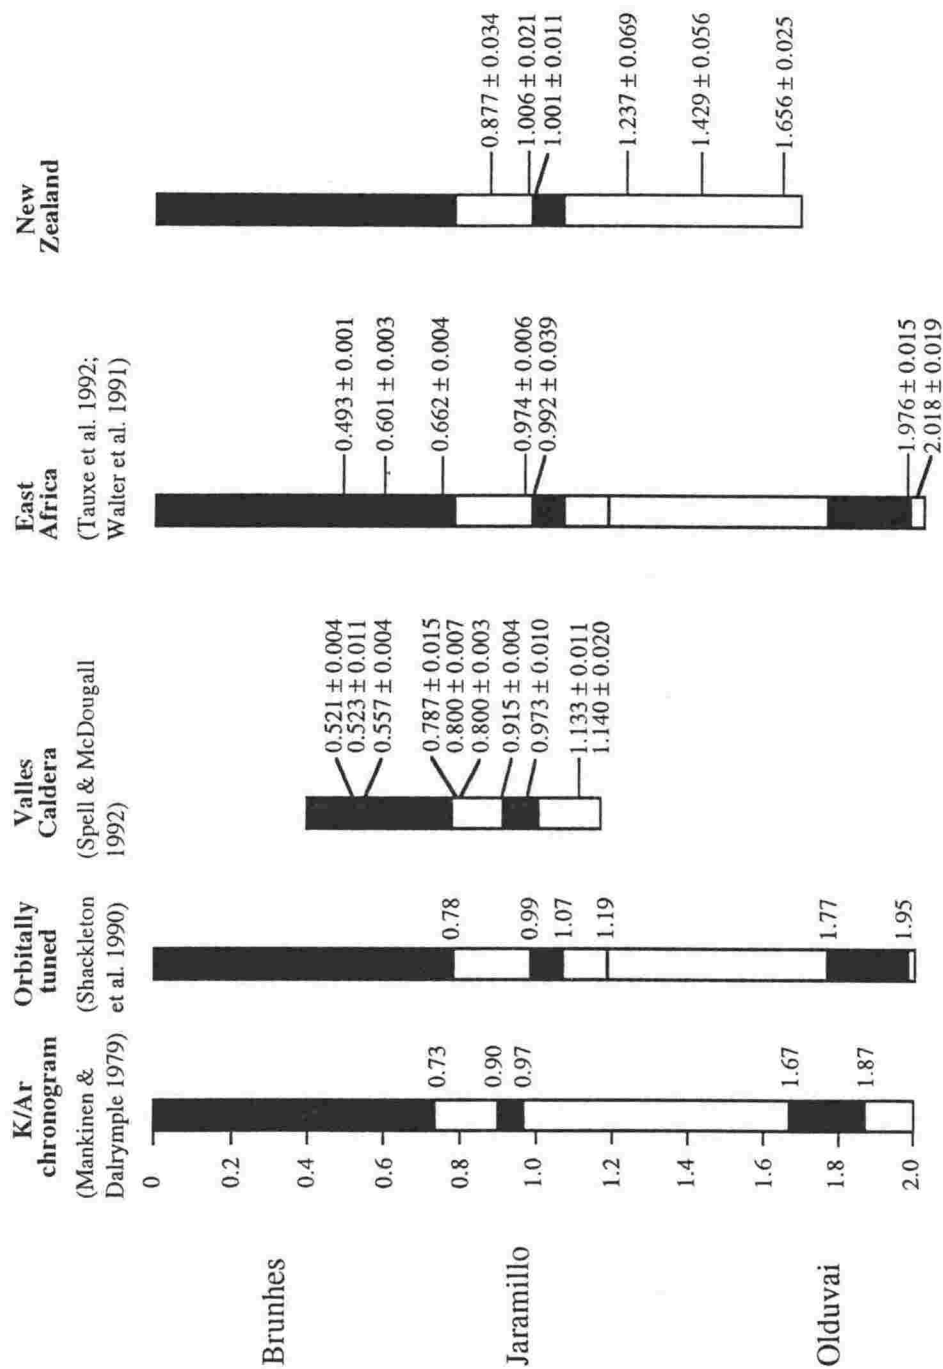 K/Ar
chronogram
(Mankinen &
Dalrymple 1979)
Orbitally
tuned
(Shackleton
et al. 1990)
Valles
Caldera
(Spell & McDougall
1992)
East
Africa
(Tauxe et al. 1992;
Walter et al. 1991)
New
Zealand
Brunhes
Jaramillo
Olduvai
0
0.2
0.4
0.6
0.8
1.0
1.2
1.4
1.6
1.8
2.0
0.73
0.90
0.97
1.67
1.87
0.78
0.99
1.07
1.19
1.77
1.95
0.521 ± 0.004
0.523 ± 0.011
0.557 ± 0.004
0.787 ± 0.015
0.800 ± 0.007
0.800 ± 0.003
0.915 ± 0.004
0.973 ± 0.010
1.133 ± 0.011
1.140 ± 0.020
0.493 ± 0.001
0.601 ± 0.003
0.662 ± 0.004
0.974 ± 0.006
0.992 ± 0.039
1.976 ± 0.015
2.018 ± 0.019
0.877 ± 0.034
1.006 ± 0.021
1.001 ± 0.011
1.237 ± 0.069
1.429 ± 0.056
1.656 ± 0.025